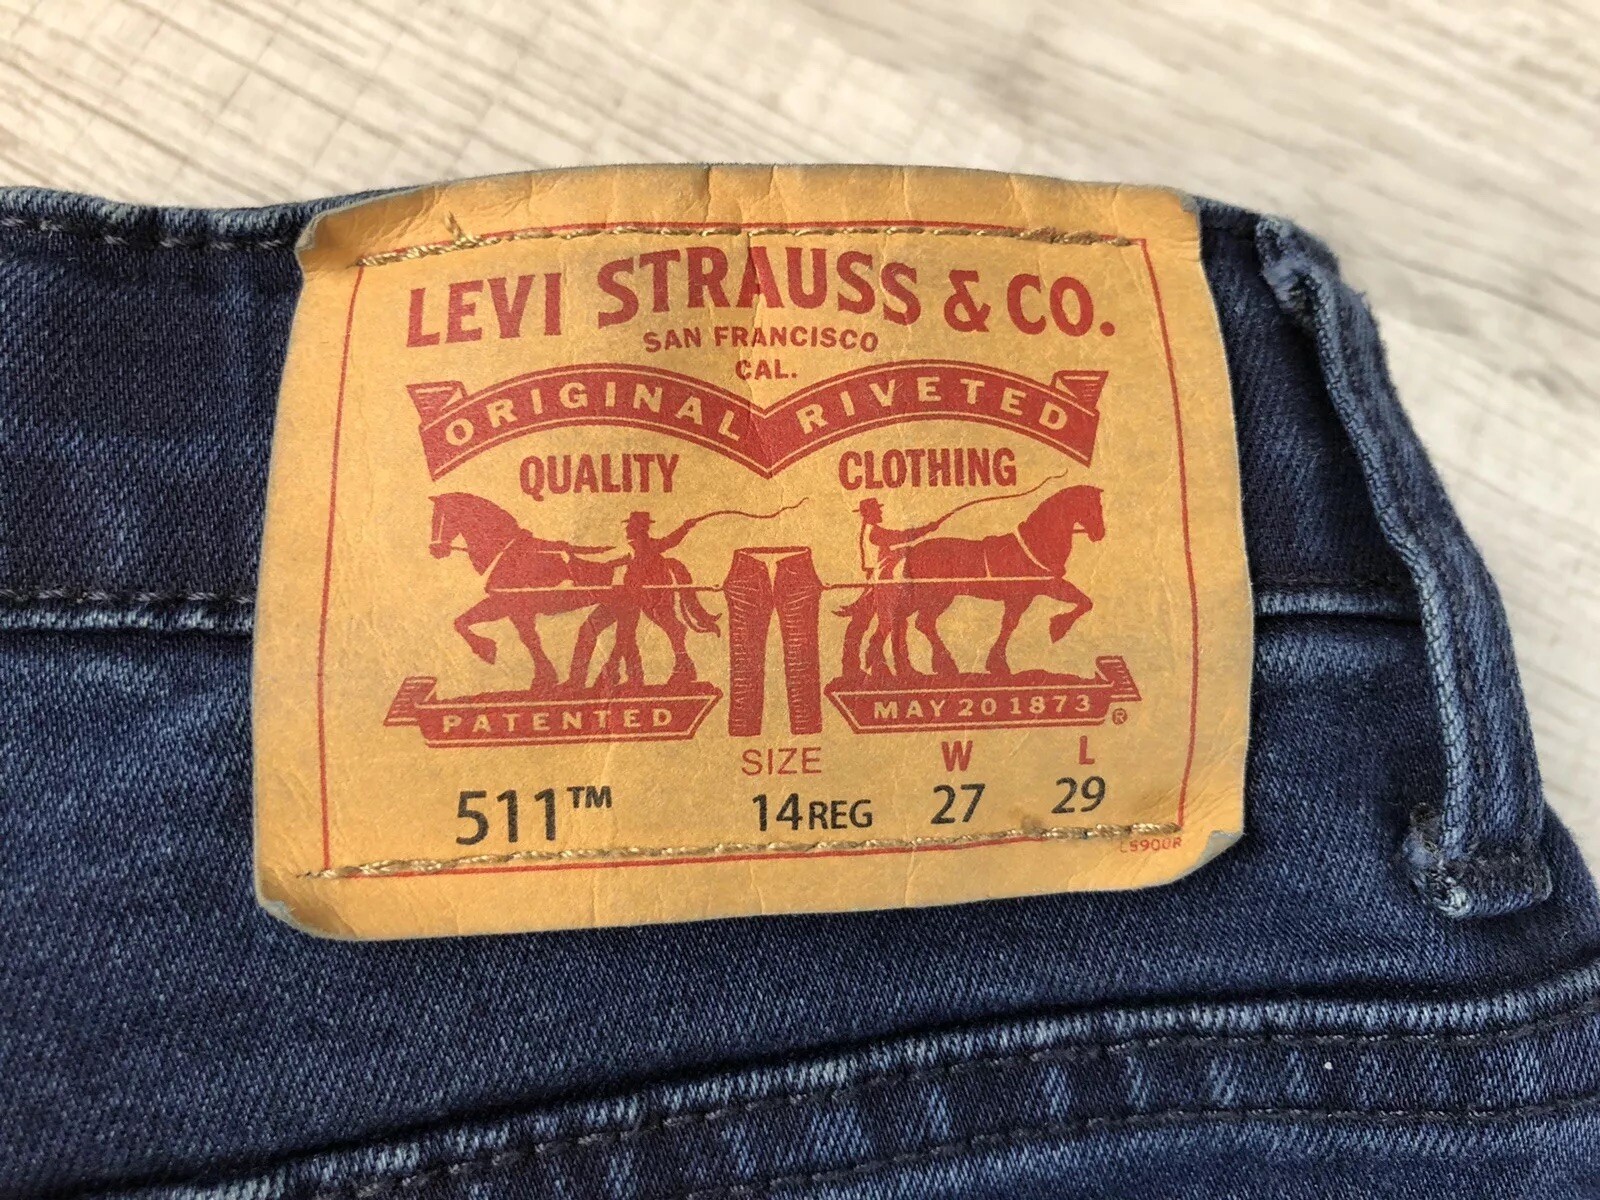 LEVI STRAUSS & CO.
SAN FRANCISCO
CAL.
ORIGINAL RIVETED
QUALITY CLOTHING
PATENTED MAY 20 1873 ®
SIZE W L
511™ 14REG 27 29
LS900R